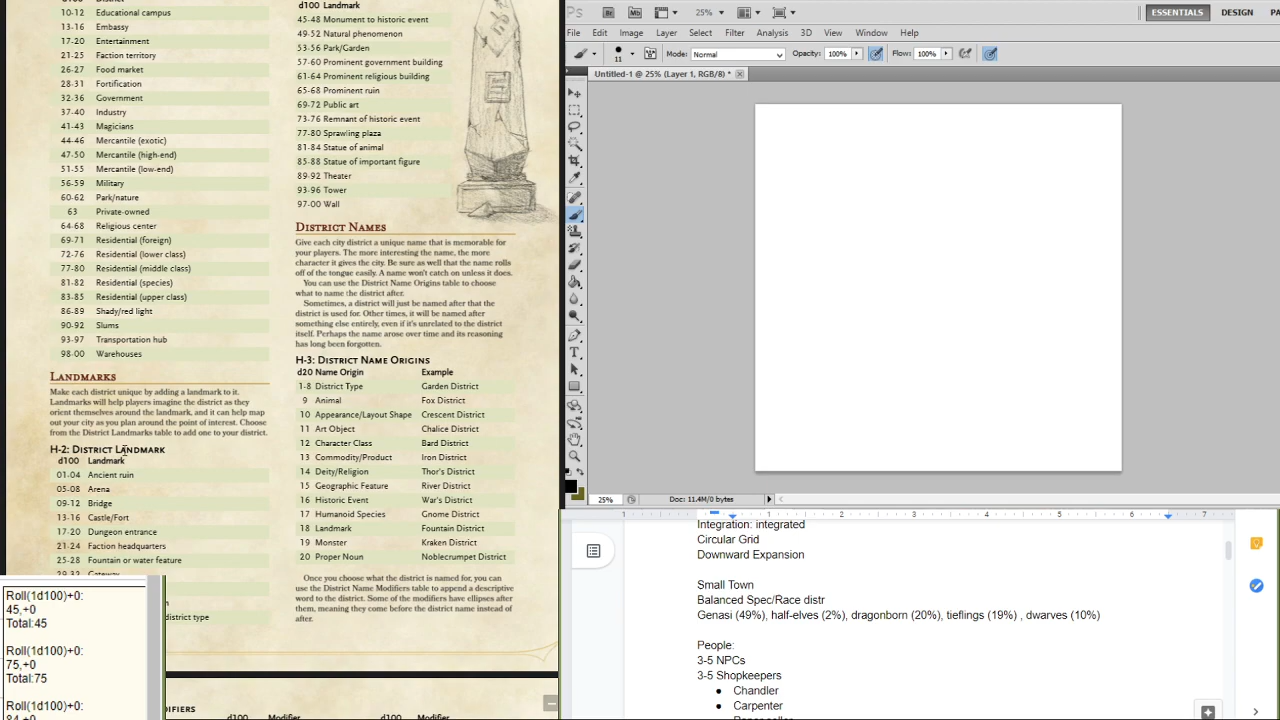 10-12 Educational campus
13-16 Embassy
17-20 Entertainment
21-25 Faction territory
26-27 Food market
28-31 Fortification
32-36 Government
37-40 Industry
41-43 Magicians
44-46 Mercantile (exotic)
47-50 Mercantile (high-end)
51-55 Mercantile (low-end)
56-59 Military
60-62 Park/nature
63 Private-owned
64-68 Religious center
69-71 Residential (foreign)
72-76 Residential (lower class)
77-80 Residential (middle class)
81-82 Residential (species)
83-85 Residential (upper class)
86-89 Shady/red light
90-92 Slums
93-97 Transportation hub
98-00 Warehouses
Landmarks
Make each district unique by adding a landmark to it.
Landmarks will help players imagine the district as they
orient themselves around the landmark, and it can help map
out your city as you plan around the point of interest. Choose
from the District Landmarks table to add one to your district.
H-2: District Landmark
d100 Landmark
01-04 Ancient ruin
05-08 Arena
09-12 Bridge
13-16 Castle/Fort
17-20 Dungeon entrance
21-24 Faction headquarters
25-28 Fountain or water feature
29-32 Gateway
district type
d100 Landmark
45-48 Monument to historic event
49-52 Natural phenomenon
53-56 Park/Garden
57-60 Prominent government building
61-64 Prominent religious building
65-68 Prominent ruin
69-72 Public art
73-76 Remnant of historic event
77-80 Sprawling plaza
81-84 Statue of animal
85-88 Statue of important figure
89-92 Theater
93-96 Tower
97-00 Wall
District Names
Give each city district a unique name that is memorable for
your players. The more interesting the name, the more
character it gives the city. Be sure as well that the name rolls
off of the tongue easily. A name won't catch on unless it does.
You can use the District Name Origins table to choose
what to name the district after.
Sometimes, a district will just be named after that the
district is used for. Other times, it will be named after
something else entirely, even if it's unrelated to the district
itself. Perhaps the name arose over time and its reasoning
has long been forgotten.
H-3: District Name Origins
d20 Name Origin Example
1-8 District Type Garden District
9 Animal Fox District
10 Appearance/Layout Shape Crescent District
11 Art Object Chalice District
12 Character Class Bard District
13 Commodity/Product Iron District
14 Deity/Religion Thor's District
15 Geographic Feature River District
16 Historic Event War's District
17 Humanoid Species Gnome District
18 Landmark Fountain District
19 Monster Kraken District
20 Proper Noun Noblecrumpet District
Once you choose what the district is named for, you can
use the District Name Modifiers table to append a descriptive
word to the district. Some of the modifiers have ellipses after
them, meaning they come before the district name instead of
after.
d100 Modifier d100 Modifier
Roll(1d100)+0:
45,+0
Total:45
Roll(1d100)+0:
75,+0
Total:75
Roll(1d100)+0:
84,+0
Ps Br Mb 25% ESSENTIALS DESIGN
File Edit Image Layer Select Filter Analysis 3D View Window Help
11 Mode: Normal Opacity: 100% Flow: 100%
Untitled-1 @ 25% (Layer 1, RGB/8) *
25% Doc: 11.4M/0 bytes
1 1 2 3 4 5 6 7
Integration: integrated
Circular Grid
Downward Expansion
Small Town
Balanced Spec/Race distr
Genasi (49%), half-elves (2%), dragonborn (20%), tieflings (19%) , dwarves (10%)
People:
3-5 NPCs
3-5 Shopkeepers
● Chandler
● Carpenter